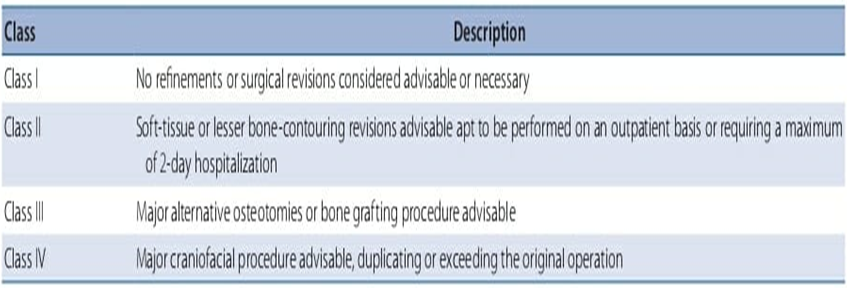 Class Description
Class I No refinements or surgical revisions considered advisable or necessary
Class II Soft-tissue or lesser bone-contouring revisions advisable apt to be performed on an outpatient basis or requiring a maximum
of 2-day hospitalization
Class III Major alternative osteotomies or bone grafting procedure advisable
Class IV Major craniofacial procedure advisable, duplicating or exceeding the original operation